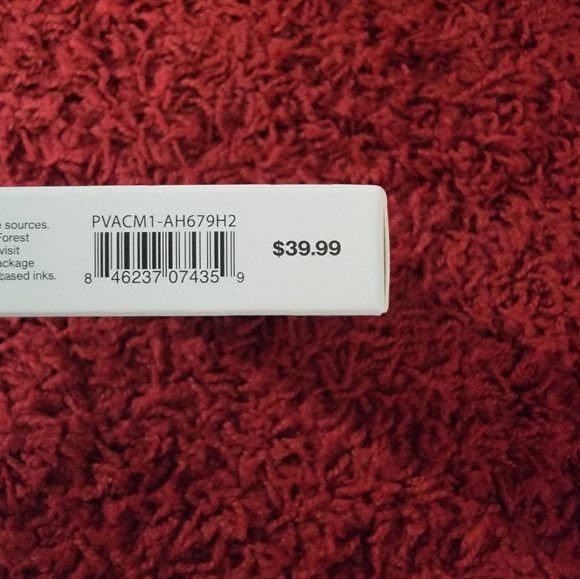 e sources.
Forest
visit
ackage
based inks.
PVACM1-AH679H2
8 46237 07435 9
$39.99